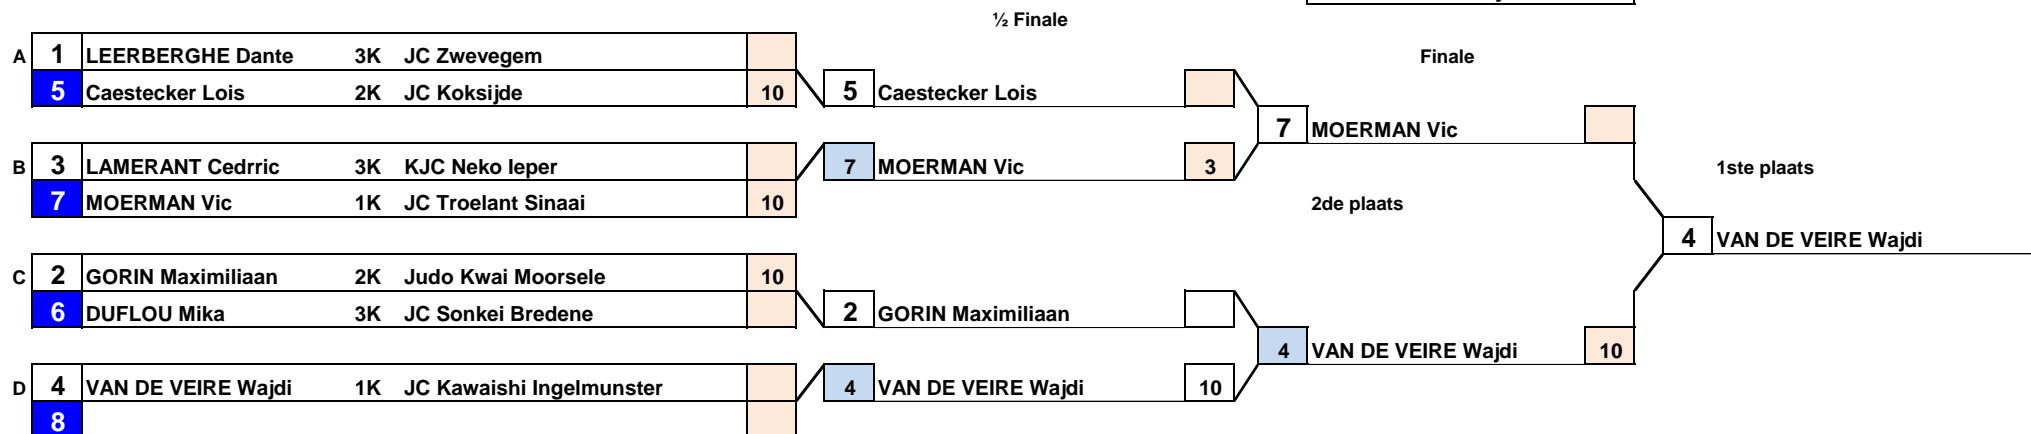 ½ Finale
A 1 LEERBERGHE Dante 3K JC Zwevegem
Finale
5 Caestecker Lois 2K JC Koksijde 10
5 Caestecker Lois
7 MOERMAN Vic
B 3 LAMERANT Cedrric 3K KJC Neko Ieper
7 MOERMAN Vic 3
1ste plaats
7 MOERMAN Vic 1K JC Troelant Sinaai 10
2de plaats
4 VAN DE VEIRE Wajdi
C 2 GORIN Maximiliaan 2K Judo Kwai Moorsele 10
6 DUFLOU Mika 3K JC Sonkei Bredene
2 GORIN Maximiliaan
4 VAN DE VEIRE Wajdi 10
D 4 VAN DE VEIRE Wajdi 1K JC Kawaishi Ingelmunster
4 VAN DE VEIRE Wajdi 10
8